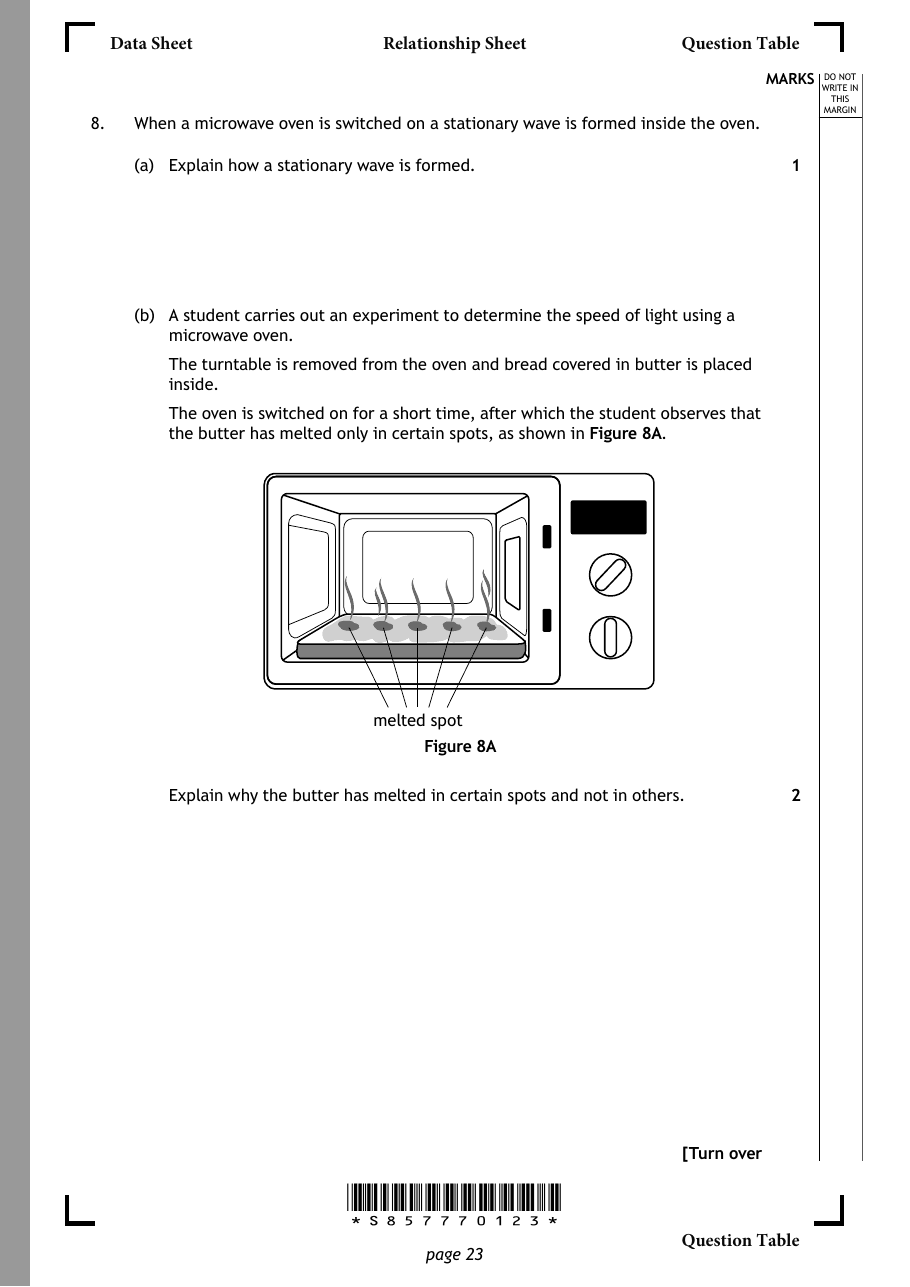 Data Sheet Relationship Sheet Question Table
MARKS
DO NOT
WRITE IN
THIS
MARGIN
8. When a microwave oven is switched on a stationary wave is formed inside the oven.
(a) Explain how a stationary wave is formed. 1
(b) A student carries out an experiment to determine the speed of light using a
microwave oven.
The turntable is removed from the oven and bread covered in butter is placed
inside.
The oven is switched on for a short time, after which the student observes that
the butter has melted only in certain spots, as shown in Figure 8A.
melted spot
Figure 8A
Explain why the butter has melted in certain spots and not in others. 2
[Turn over
* S 8 5 7 7 7 0 1 2 3 *
Question Table
page 23